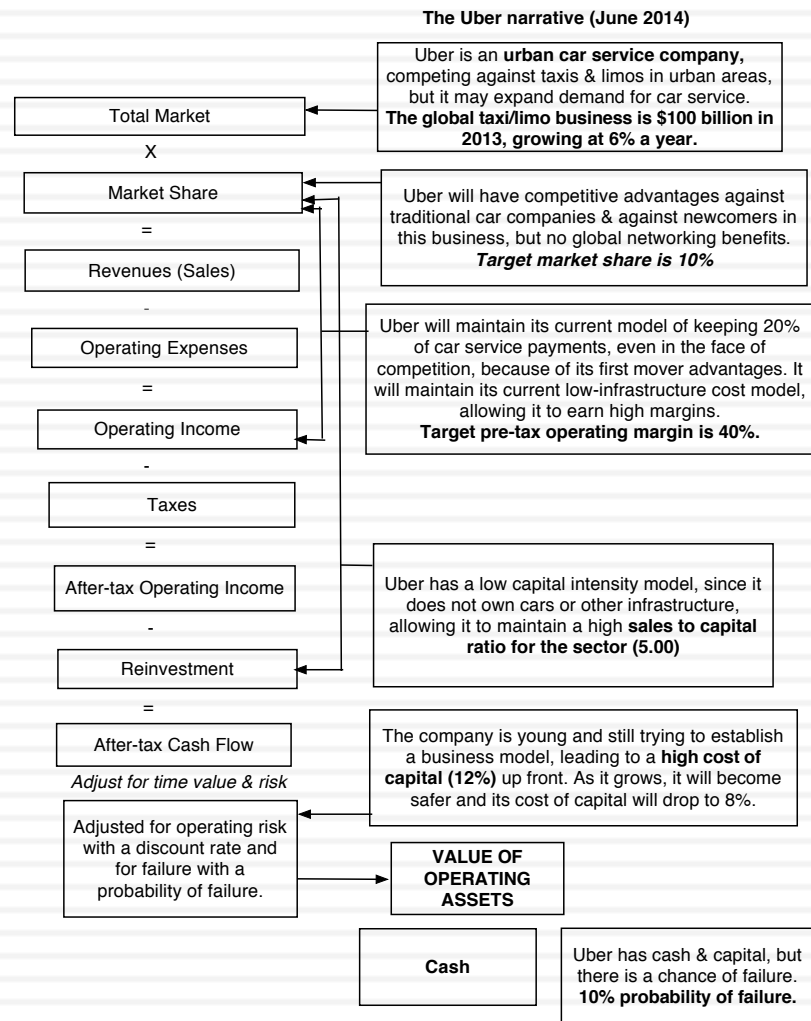 The Uber narrative (June 2014)
Uber is an urban car service company,
competing against taxis & limos in urban areas,
but it may expand demand for car service.
The global taxi/limo business is $100 billion in
2013, growing at 6% a year.
Total Market
X
Market Share
Uber will have competitive advantages against
traditional car companies & against newcomers in
this business, but no global networking benefits.
Target market share is 10%
=
Revenues (Sales)
-
Operating Expenses
Uber will maintain its current model of keeping 20%
of car service payments, even in the face of
competition, because of its first mover advantages. It
will maintain its current low-infrastructure cost model,
allowing it to earn high margins.
Target pre-tax operating margin is 40%.
=
Operating Income
-
Taxes
=
After-tax Operating Income
Uber has a low capital intensity model, since it
does not own cars or other infrastructure,
allowing it to maintain a high sales to capital
ratio for the sector (5.00)
-
Reinvestment
=
After-tax Cash Flow
The company is young and still trying to establish
a business model, leading to a high cost of
capital (12%) up front. As it grows, it will become
safer and its cost of capital will drop to 8%.
Adjust for time value & risk
Adjusted for operating risk
with a discount rate and
for failure with a
probability of failure.
VALUE OF
OPERATING
ASSETS
Cash
Uber has cash & capital, but
there is a chance of failure.
10% probability of failure.